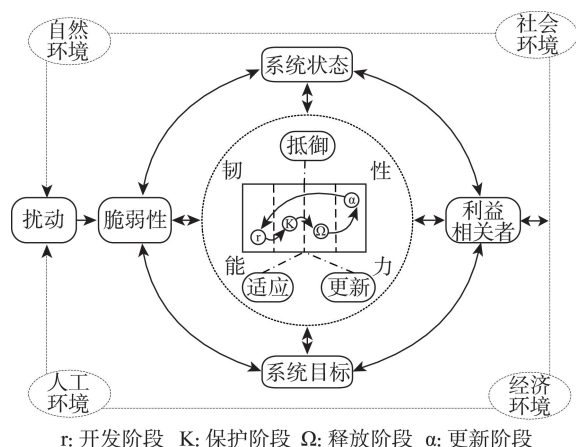 自然
环境
社会
环境
系统状态
抵御
韧
性
α
扰动
脆弱性
K
r
Ω
利益
相关者
能
力
适应
更新
系统目标
人工
环境
经济
环境
r: 开发阶段 K: 保护阶段 Ω: 释放阶段 α: 更新阶段